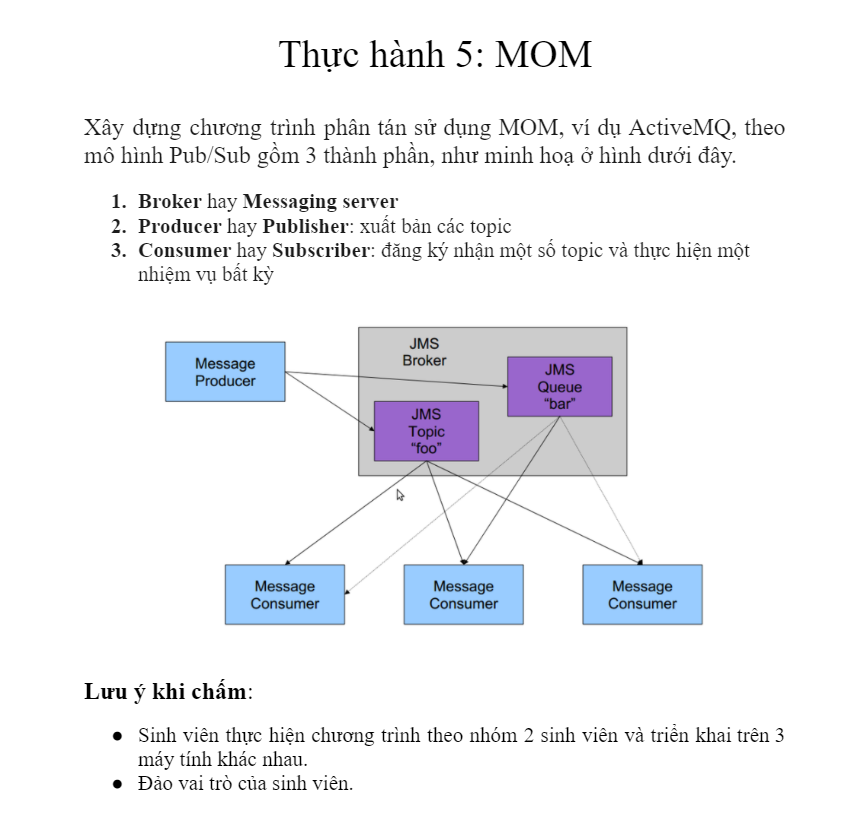 Thực hành 5: MOM
Xây dựng chương trình phân tán sử dụng MOM, ví dụ ActiveMQ, theo
mô hình Pub/Sub gồm 3 thành phần, như minh hoạ ở hình dưới đây.
1. Broker hay Messaging server
2. Producer hay Publisher: xuất bản các topic
3. Consumer hay Subscriber: đăng ký nhận một số topic và thực hiện một
nhiệm vụ bất kỳ
JMS
Broker
Message
Producer
JMS
Queue
“bar”
JMS
Topic
“foo”
Message
Consumer
Message
Consumer
Message
Consumer
Lưu ý khi chấm:
● Sinh viên thực hiện chương trình theo nhóm 2 sinh viên và triển khai trên 3
máy tính khác nhau.
● Đảo vai trò của sinh viên.